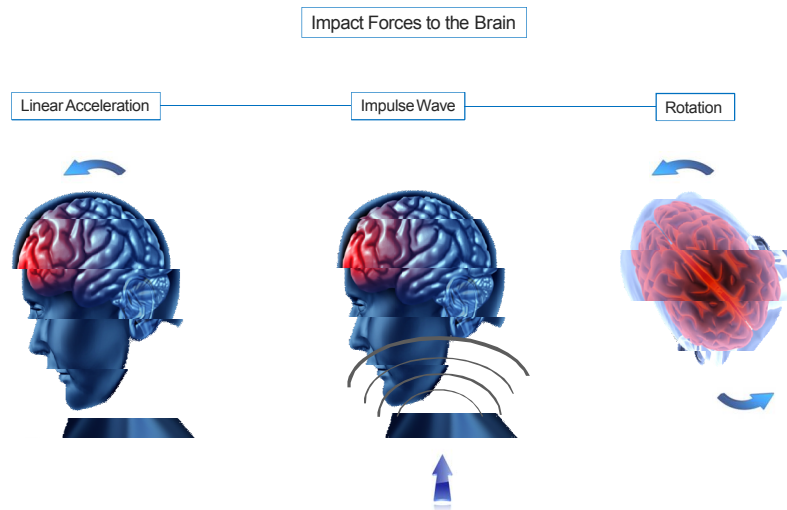 Impact Forces to the Brain
Linear Acceleration
Impulse Wave
Rotation